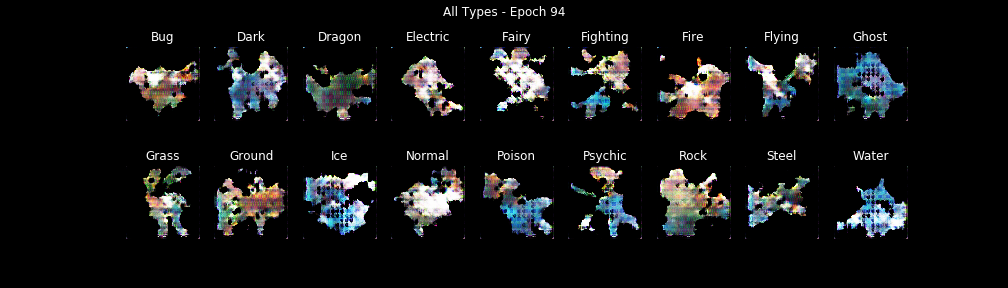 All Types - Epoch 94
Bug Dark Dragon Electric Fairy Fighting Fire Flying Ghost
Grass Ground Ice Normal Poison Psychic Rock Steel Water